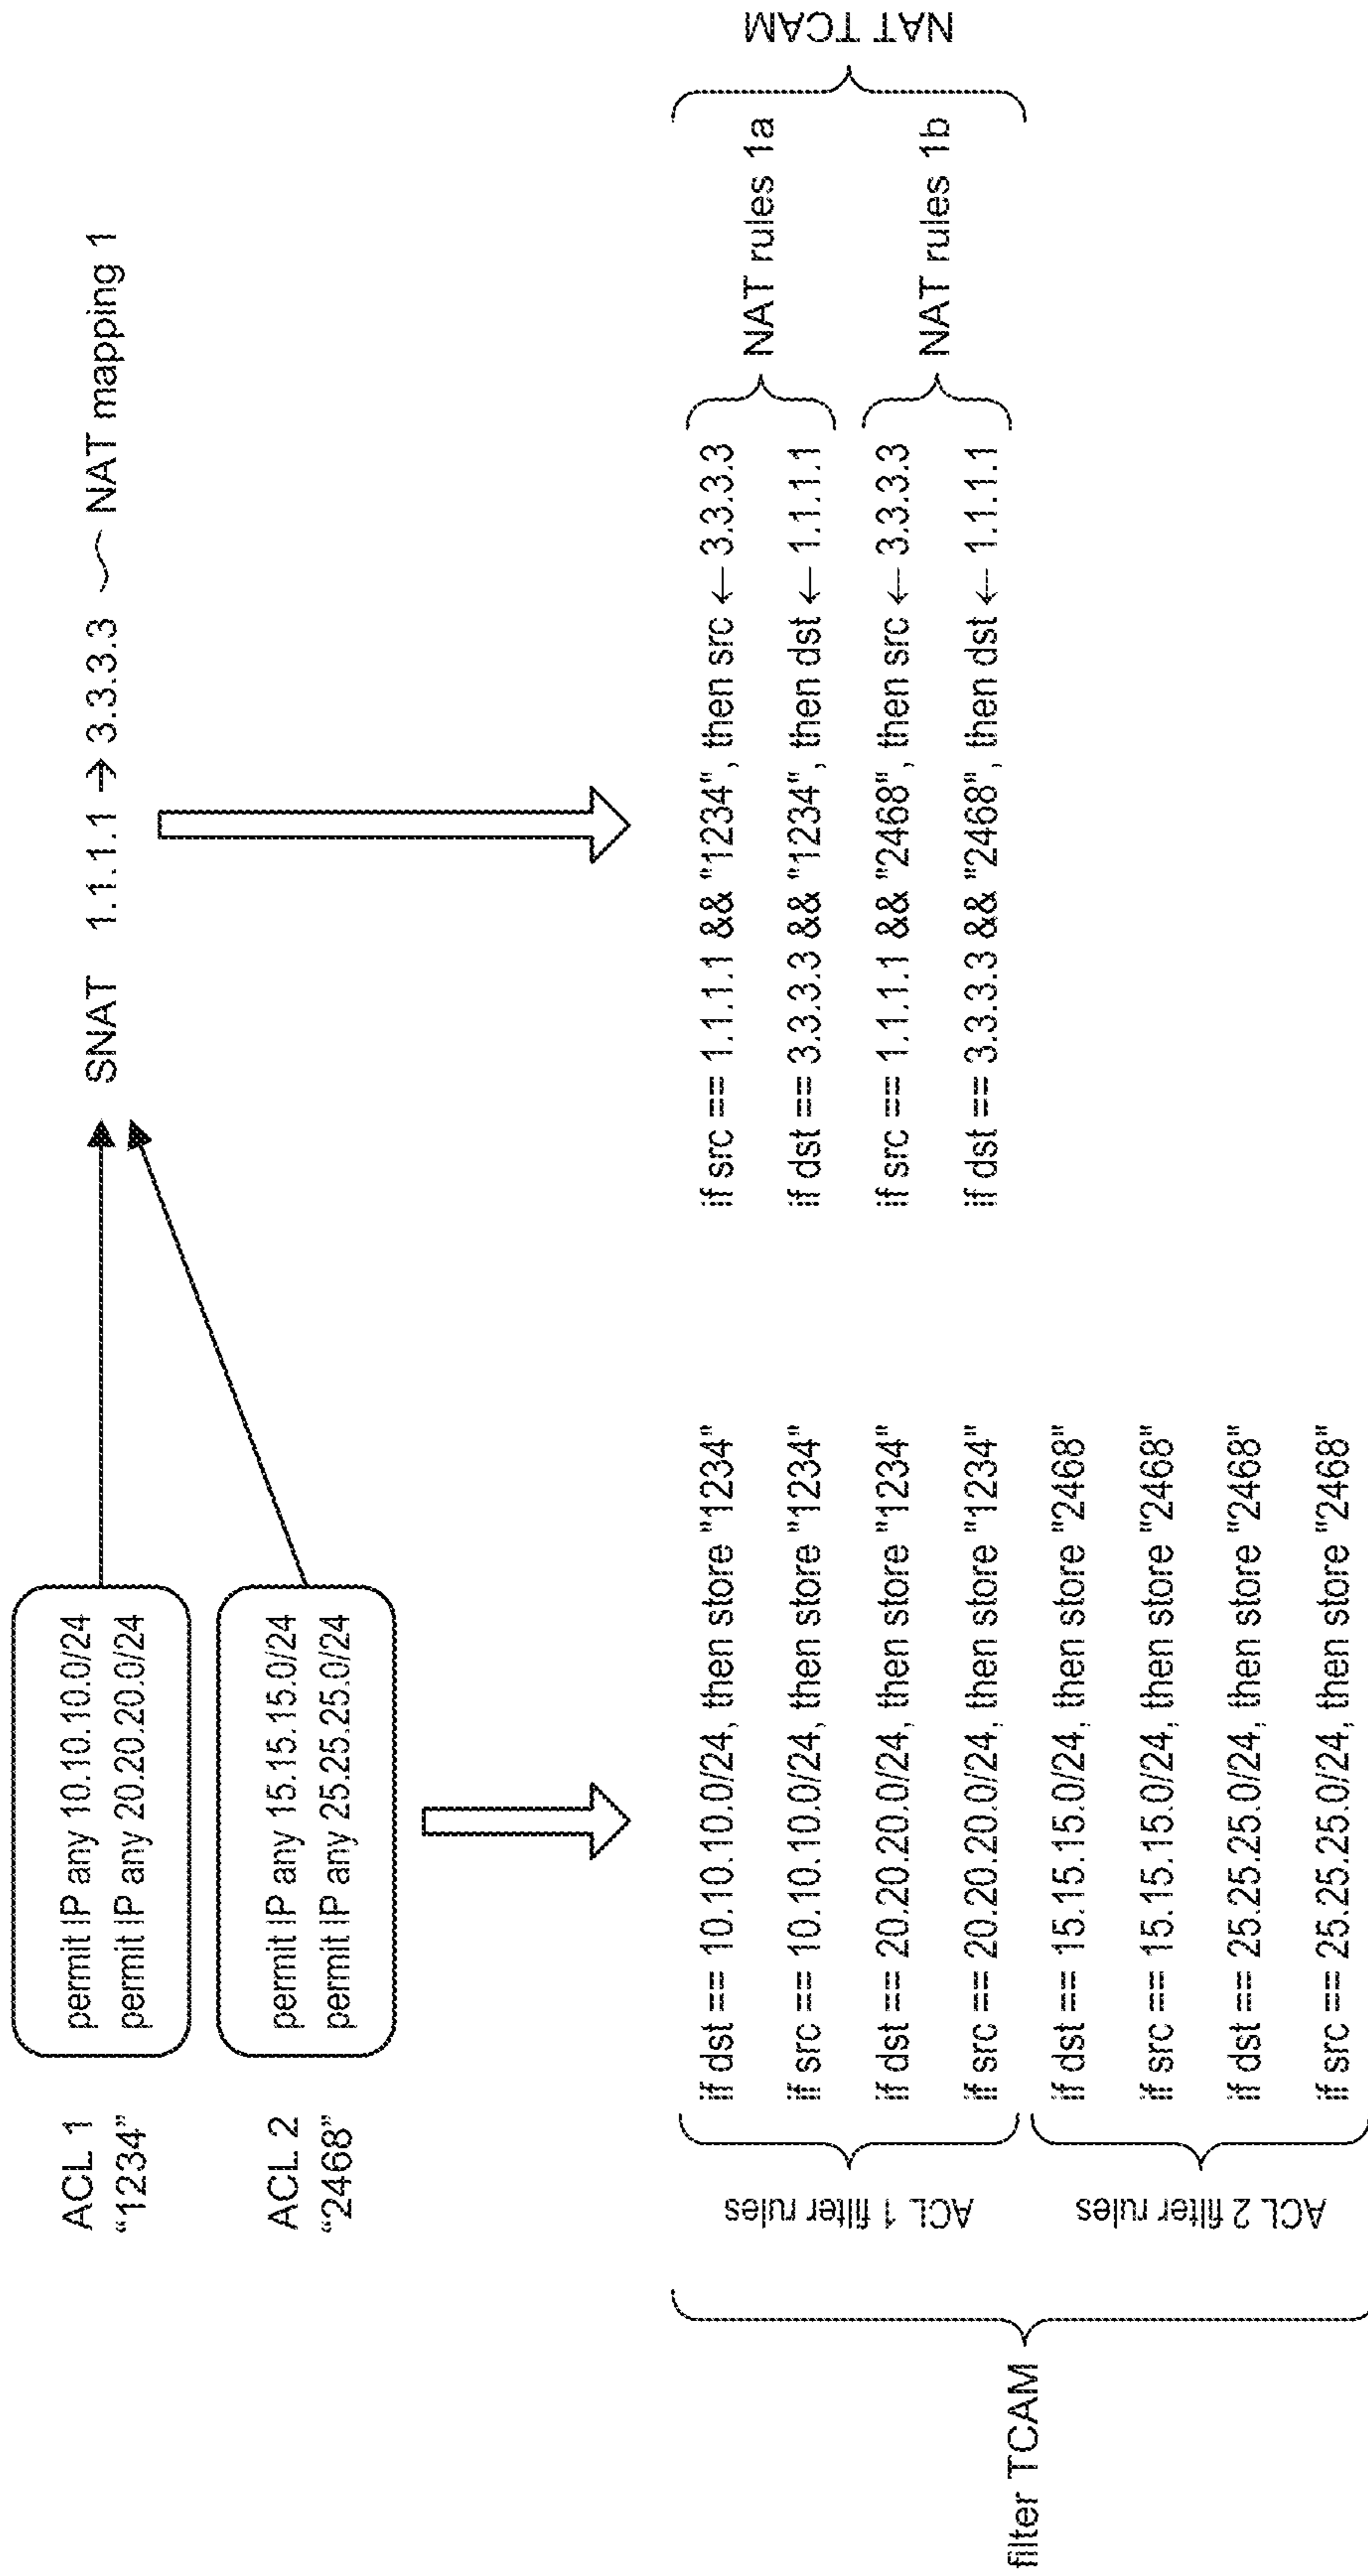 ACL 1
“1234”
permit IP any 10.10.10.0/24
permit IP any 20.20.20.0/24
SNAT 1.1.1.1 → 3.3.3.3 ~ NAT mapping 1
ACL 2
“2468”
permit IP any 15.15.15.0/24
permit IP any 25.25.25.0/24
filter TCAM
ACL 1 filter rules
if dst == 10.10.10.0/24, then store "1234"
if src == 10.10.10.0/24, then store "1234"
if dst == 20.20.20.0/24, then store "1234"
if src == 20.20.20.0/24, then store "1234"
ACL 2 filter rules
if dst == 15.15.15.0/24, then store "2468"
if src == 15.15.15.0/24, then store "2468"
if dst == 25.25.25.0/24, then store "2468"
if src == 25.25.25.0/24, then store "2468"
if src == 1.1.1.1 && "1234", then src ← 3.3.3.3
if dst == 3.3.3.3 && "1234", then dst ← 1.1.1.1
NAT rules 1a
if src == 1.1.1.1 && "2468", then src ← 3.3.3.3
if dst == 3.3.3.3 && "2468", then dst ← 1.1.1.1
NAT rules 1b
NAT TCAM